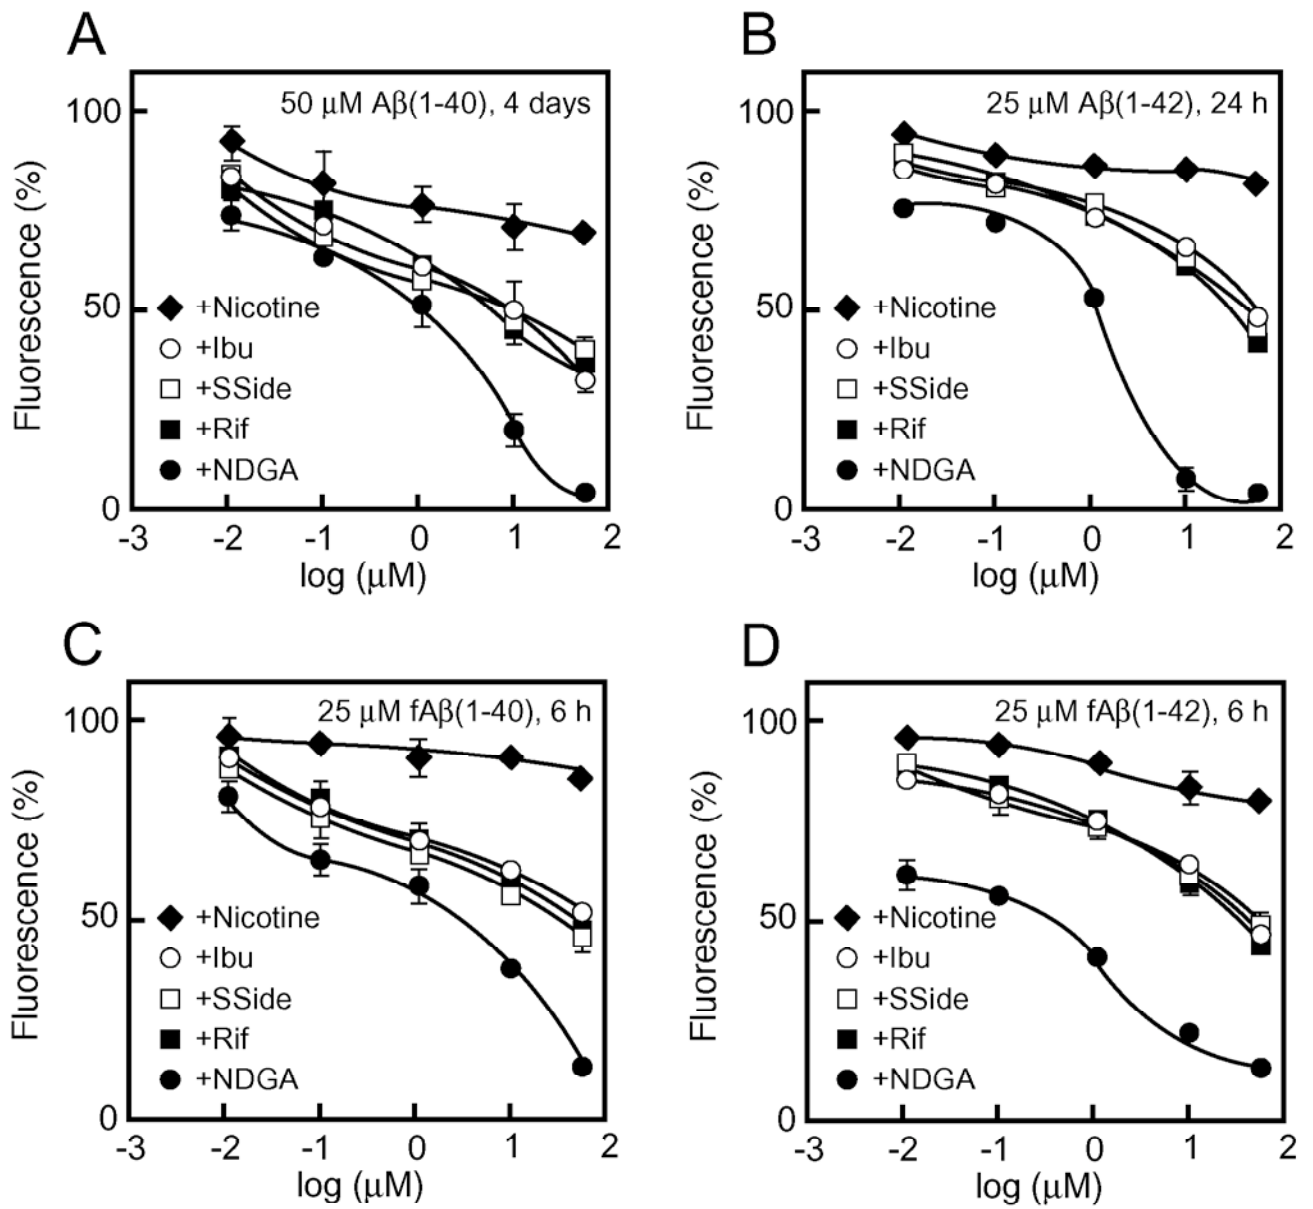 A
50 μM Aβ(1-40), 4 days
Fluorescence (%)
100
50
0
+Nicotine
+Ibu
+SSide
+Rif
+NDGA
-3 -2 -1 0 1 2
log (μM)
B
25 μM Aβ(1-42), 24 h
Fluorescence (%)
100
50
0
+Nicotine
+Ibu
+SSide
+Rif
+NDGA
-3 -2 -1 0 1 2
log (μM)
C
25 μM fAβ(1-40), 6 h
Fluorescence (%)
100
50
0
+Nicotine
+Ibu
+SSide
+Rif
+NDGA
-3 -2 -1 0 1 2
log (μM)
D
25 μM fAβ(1-42), 6 h
Fluorescence (%)
100
50
0
+Nicotine
+Ibu
+SSide
+Rif
+NDGA
-3 -2 -1 0 1 2
log (μM)